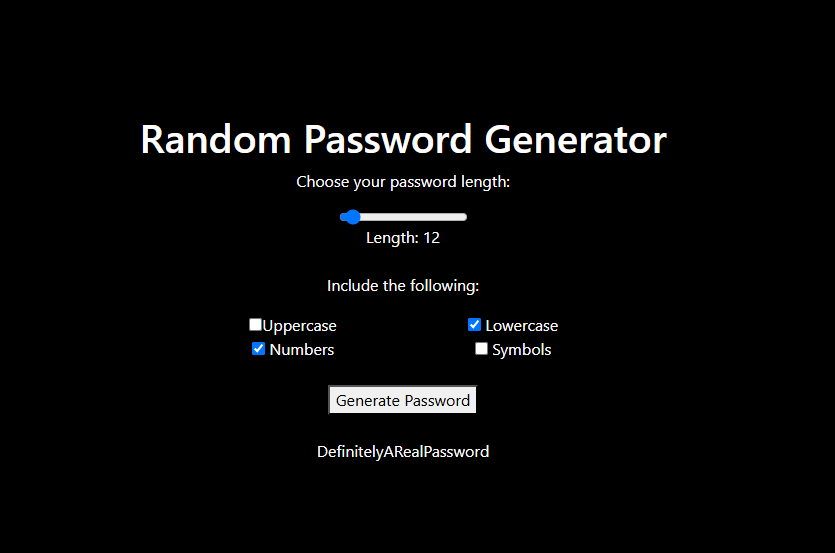 Random Password Generator
Choose your password length:
Length: 12
Include the following:
Uppercase Lowercase
Numbers Symbols
Generate Password
DefinitelyARealPassword